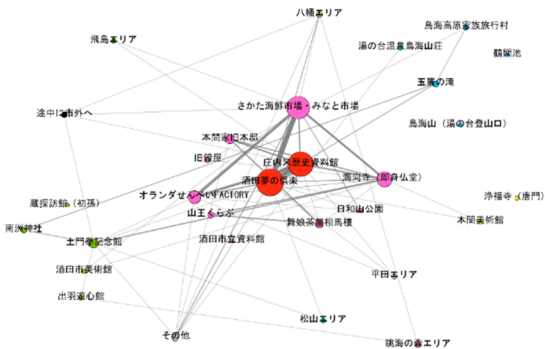 八幡エリア
飛島エリア
鳥海高原家族旅行村
湯の台温泉鳥海山荘
鶴間池
玉簾の滝
さかた海鮮市場・みなと市場
途中に市外へ
鳥海山（湯の台登山口）
本間家旧本邸
旧鐙屋
庄内米歴史資料館
酒田夢の倶楽
海向寺（即身仏堂）
オランダせんべいFACTORY
浄福寺（唐門）
蔵探訪館（初孫）
山王くらぶ
日和山公園
本間美術館
南洲神社
舞娘茶屋相馬樓
土門拳記念館
酒田市立資料館
酒田市美術館
平田エリア
出羽遊心館
松山エリア
その他
眺海の森エリア